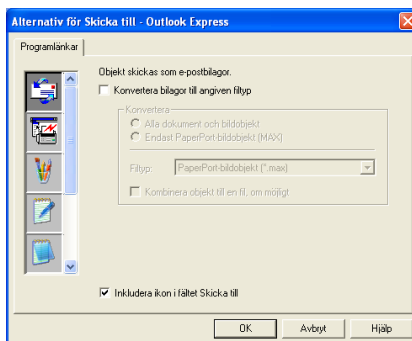 Alternativ för Skicka till - Outlook Express
Programlänkar
Objekt skickas som e-postbilagor.
Konvertera bilagor till angiven filtyp
Konvertera
Alla dokument och bildobjekt
Endast PaperPort-bildobjekt (MAX)
Filtyp: PaperPort-bildobjekt (*.max)
Kombinera objekt till en fil, om möjligt
Inkludera ikon i fältet Skicka till
OK Avbryt Hjälp